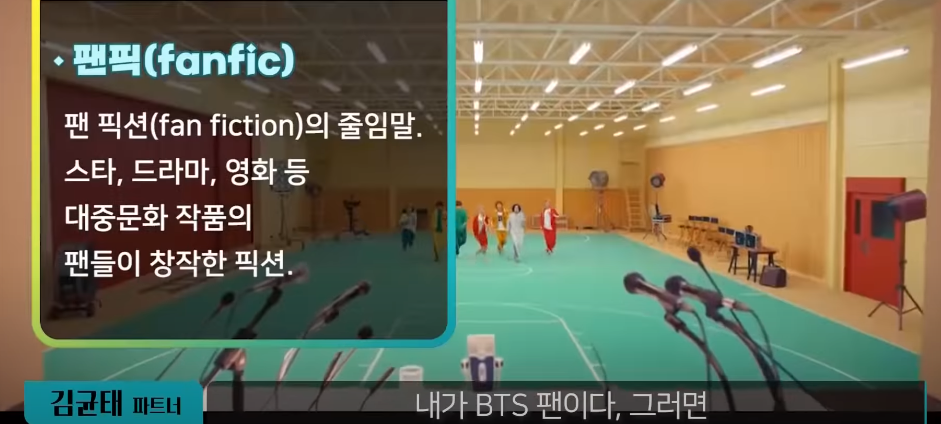 팬픽(fanfic)
팬 픽션(fan fiction)의 줄임말.
스타, 드라마, 영화 등
대중문화 작품의
팬들이 창작한 픽션.
김균태 파트너
내가 BTS 팬이다, 그러면